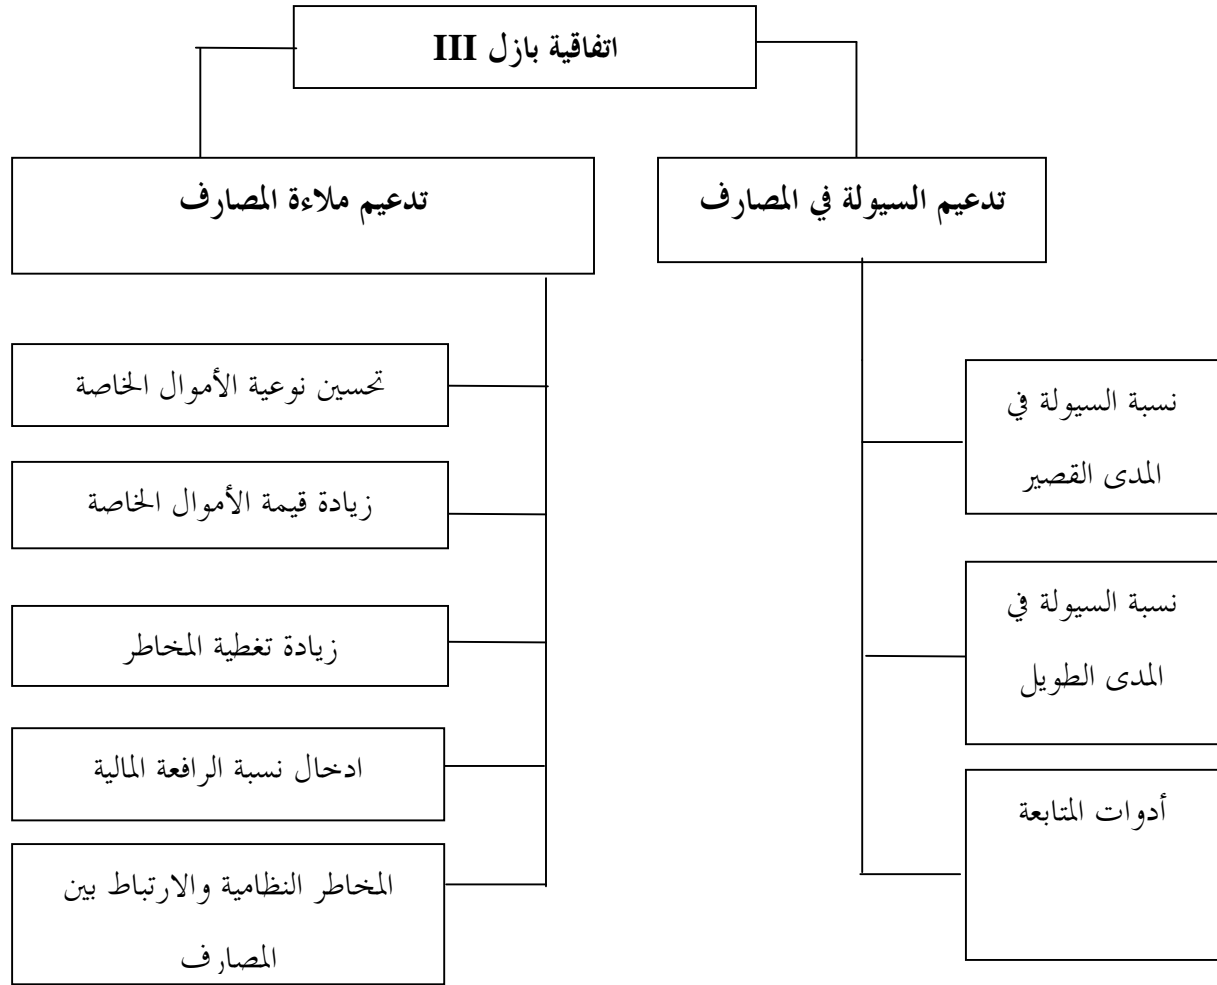 اتفاقية بازل III
تدعيم السيولة في المصارف
تدعيم ملاءة المصارف
نسبة السيولة في
المدى القصير
نسبة السيولة في
المدى الطويل
أدوات المتابعة
تحسين نوعية الأموال الخاصة
زيادة قيمة الأموال الخاصة
زيادة تغطية المخاطر
ادخال نسبة الرافعة المالية
المخاطر النظامية والارتباط بين
المصارف